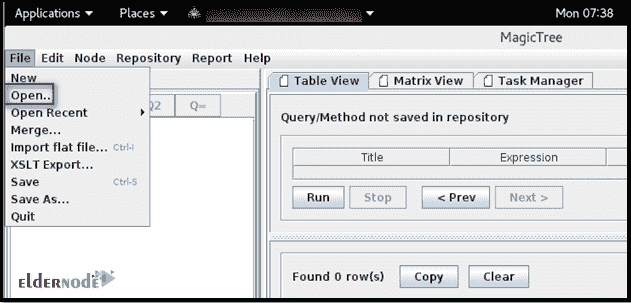 Applications Places Mon 07:38
MagicTree
File Edit Node Repository Report Help
New
Open..
Open Recent
Merge...
Import flat file... Ctrl-I
XSLT Export...
Save Ctrl-S
Save As...
Quit
Q2 Q=
Table View Matrix View Task Manager
Query/Method not saved in repository
Title Expression
Run Stop < Prev Next >
Found 0 row(s) Copy Clear
ELDERNODE